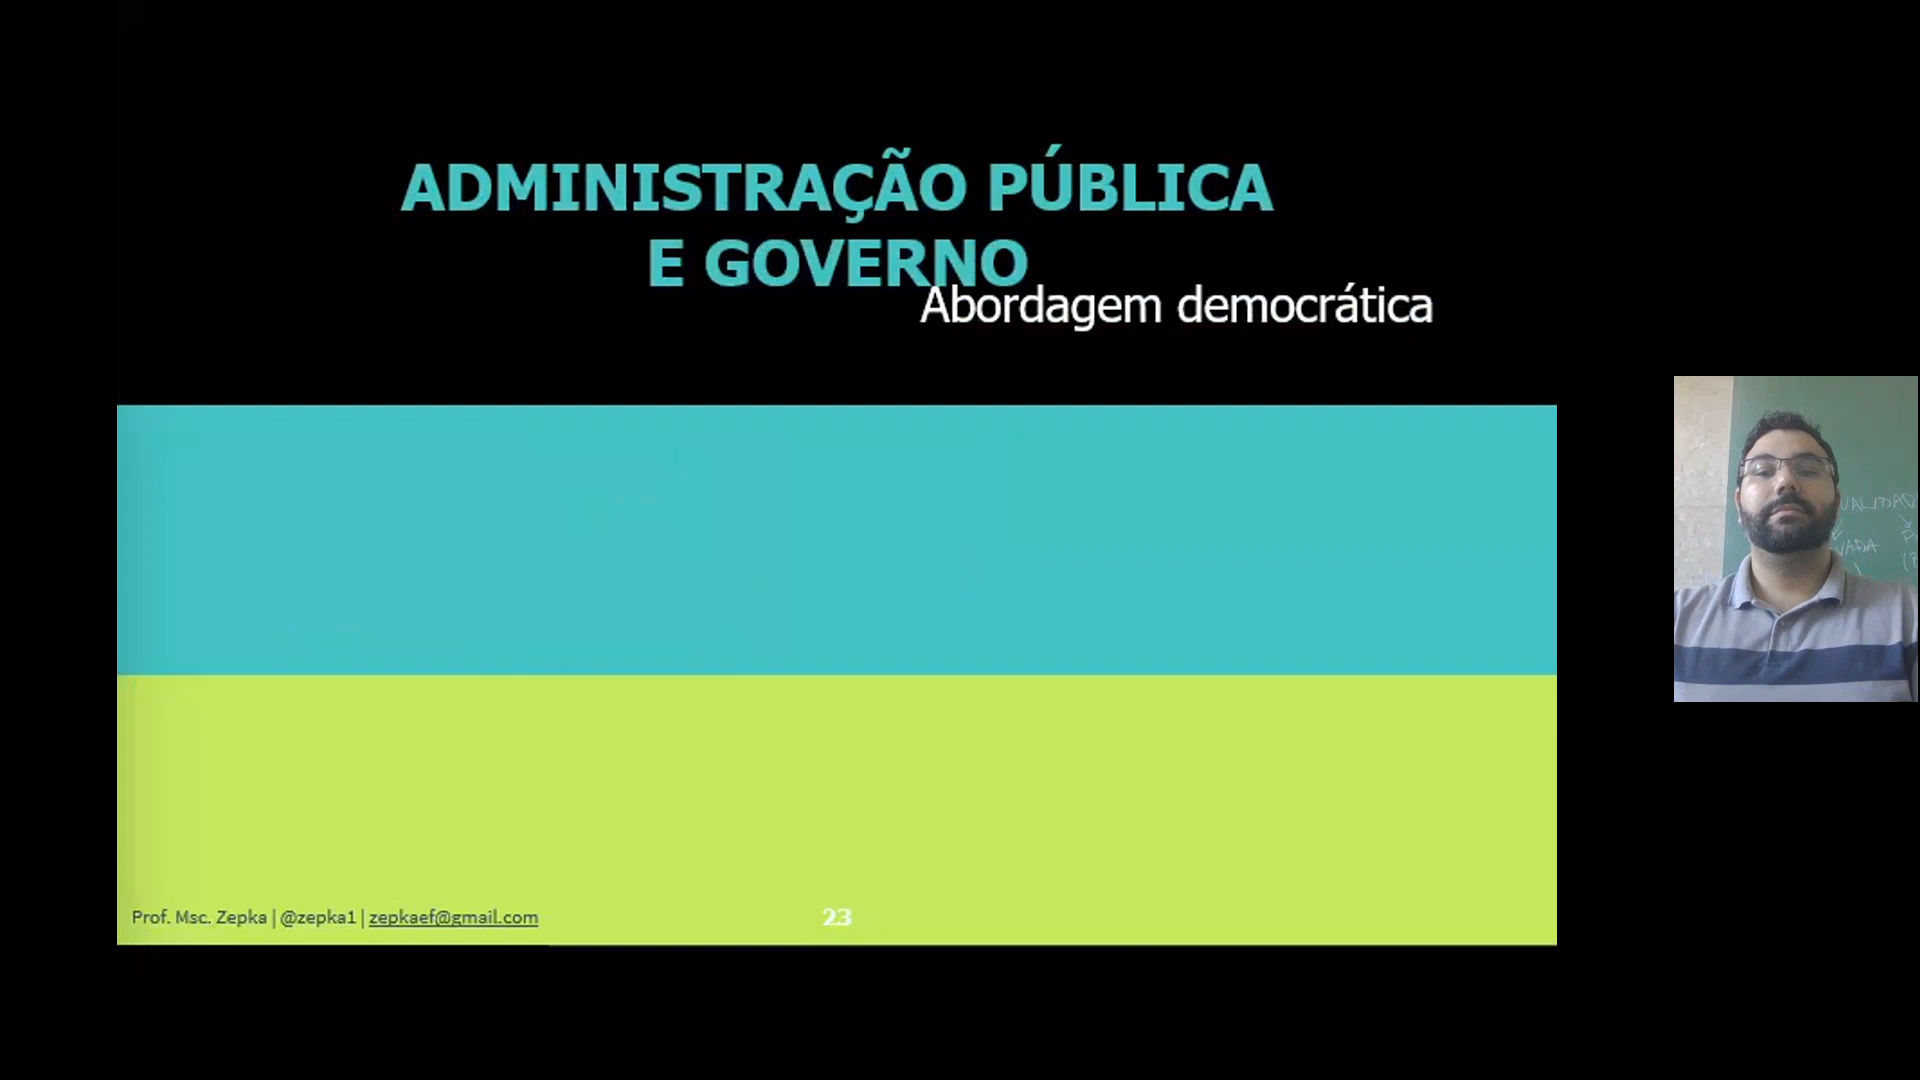 ADMINISTRAÇÃO PÚBLICA
E GOVERNO
Abordagem democrática
Prof. Msc. Zepka | @zepka1 | zepkaef@gmail.com
23